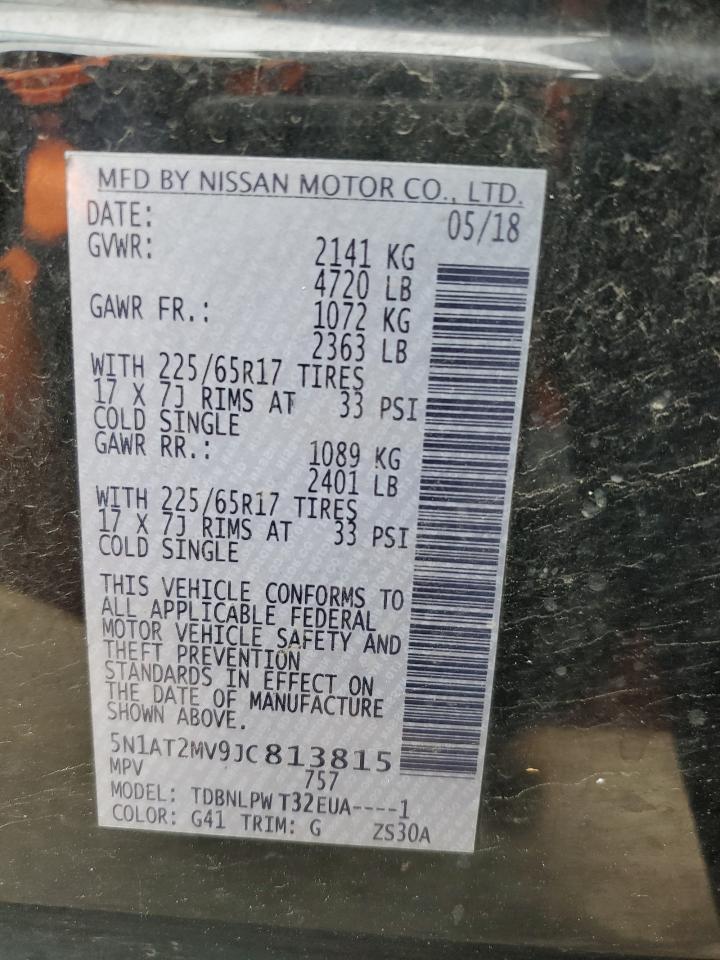 MFD BY NISSAN MOTOR CO., LTD.
DATE: 05/18
GVWR: 2141 KG
4720 LB
GAWR FR.: 1072 KG
2363 LB
WITH 225/65R17 TIRES
17 X 7J RIMS AT 33 PSI
COLD SINGLE
GAWR RR.: 1089 KG
2401 LB
WITH 225/65R17 TIRES
17 X 7J RIMS AT 33 PSI
COLD SINGLE
THIS VEHICLE CONFORMS TO
ALL APPLICABLE FEDERAL
MOTOR VEHICLE SAFETY AND
THEFT PREVENTION
STANDARDS IN EFFECT ON
THE DATE OF MANUFACTURE
SHOWN ABOVE.
5N1AT2MV9JC813815
MPV 757
MODEL: TDBNLPW T32EUA----1
COLOR: G41 TRIM: G ZS30A